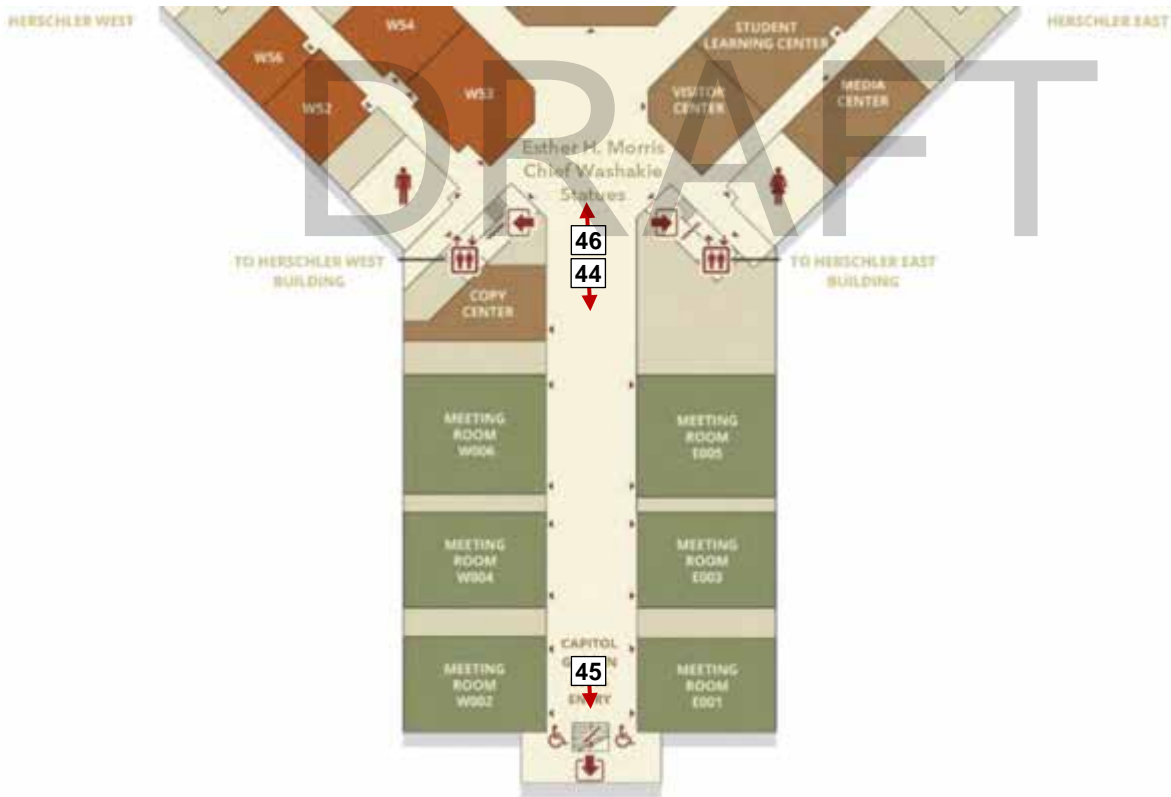 HERSCHLER WEST
HERSCHLER EAST
W54
STUDENT
LEARNING CENTER
W56
W53
W52
VISITOR
CENTER
MEDIA
CENTER
DRAFT
Esther H. Morris
Chief Washakie
Statues
46
44
TO HERSCHLER WEST
BUILDING
TO HERSCHLER EAST
BUILDING
COPY
CENTER
MEETING
ROOM
W006
MEETING
ROOM
E005
MEETING
ROOM
W004
MEETING
ROOM
E003
CAPITOL
45
ENTRY
MEETING
ROOM
W002
MEETING
ROOM
E001